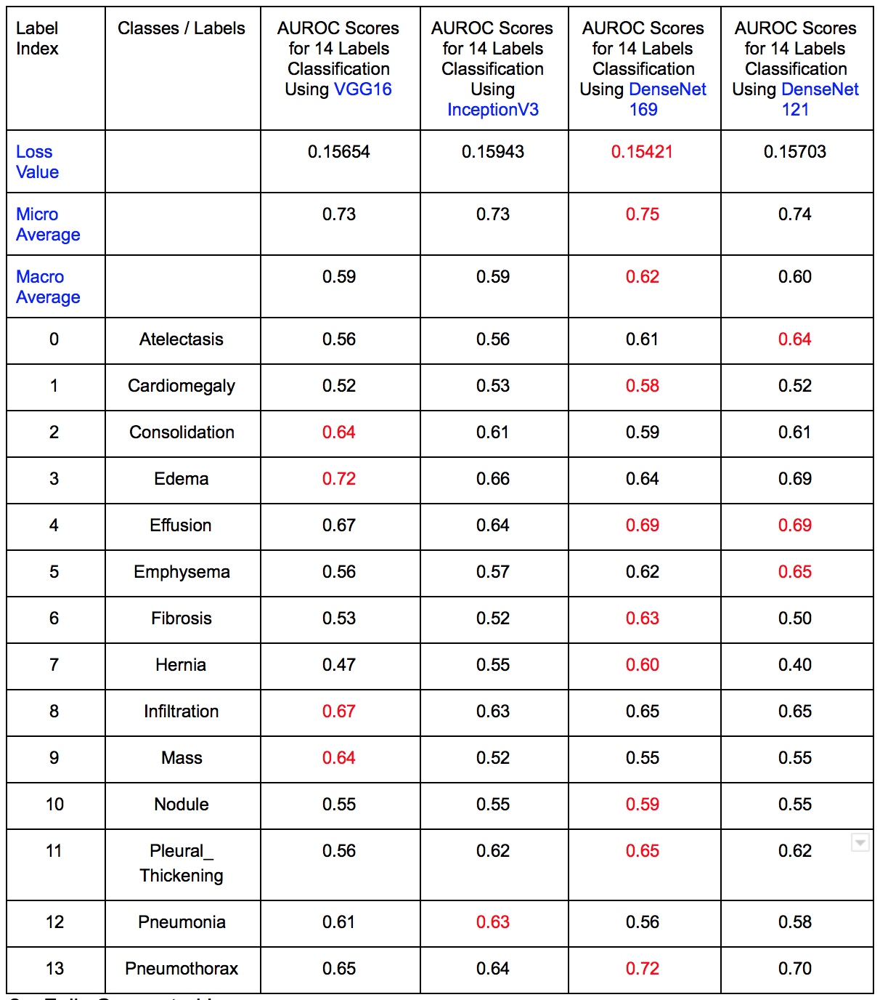 Label Index Classes / Labels AUROC Scores for 14 Labels Classification Using VGG16 AUROC Scores for 14 Labels Classification Using InceptionV3 AUROC Scores for 14 Labels Classification Using DenseNet 169 AUROC Scores for 14 Labels Classification Using DenseNet 121
Loss Value 0.15654 0.15943 0.15421 0.15703
Micro Average 0.73 0.73 0.75 0.74
Macro Average 0.59 0.59 0.62 0.60
0 Atelectasis 0.56 0.56 0.61 0.64
1 Cardiomegaly 0.52 0.53 0.58 0.52
2 Consolidation 0.64 0.61 0.59 0.61
3 Edema 0.72 0.66 0.64 0.69
4 Effusion 0.67 0.64 0.69 0.69
5 Emphysema 0.56 0.57 0.62 0.65
6 Fibrosis 0.53 0.52 0.63 0.50
7 Hernia 0.47 0.55 0.60 0.40
8 Infiltration 0.67 0.63 0.65 0.65
9 Mass 0.64 0.52 0.55 0.55
10 Nodule 0.55 0.55 0.59 0.55
11 Pleural_ Thickening 0.56 0.62 0.65 0.62
12 Pneumonia 0.61 0.63 0.56 0.58
13 Pneumothorax 0.65 0.64 0.72 0.70